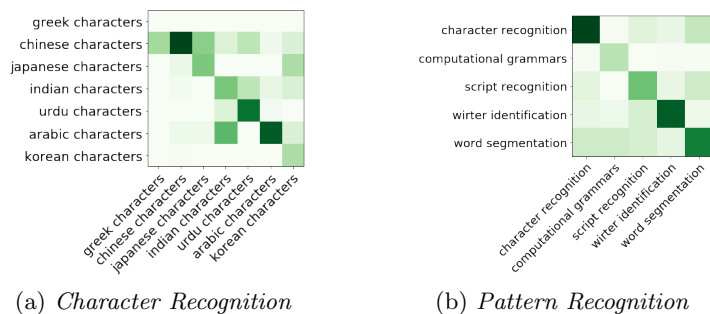 greek characters
chinese characters
japanese characters
indian characters
urdu characters
arabic characters
korean characters
greek characters
chinese characters
japanese characters
indian characters
urdu characters
arabic characters
korean characters
(a) Character Recognition
character recognition
computational grammars
script recognition
wirter identification
word segmentation
character recognition
computational grammars
script recognition
wirter identification
word segmentation
(b) Pattern Recognition